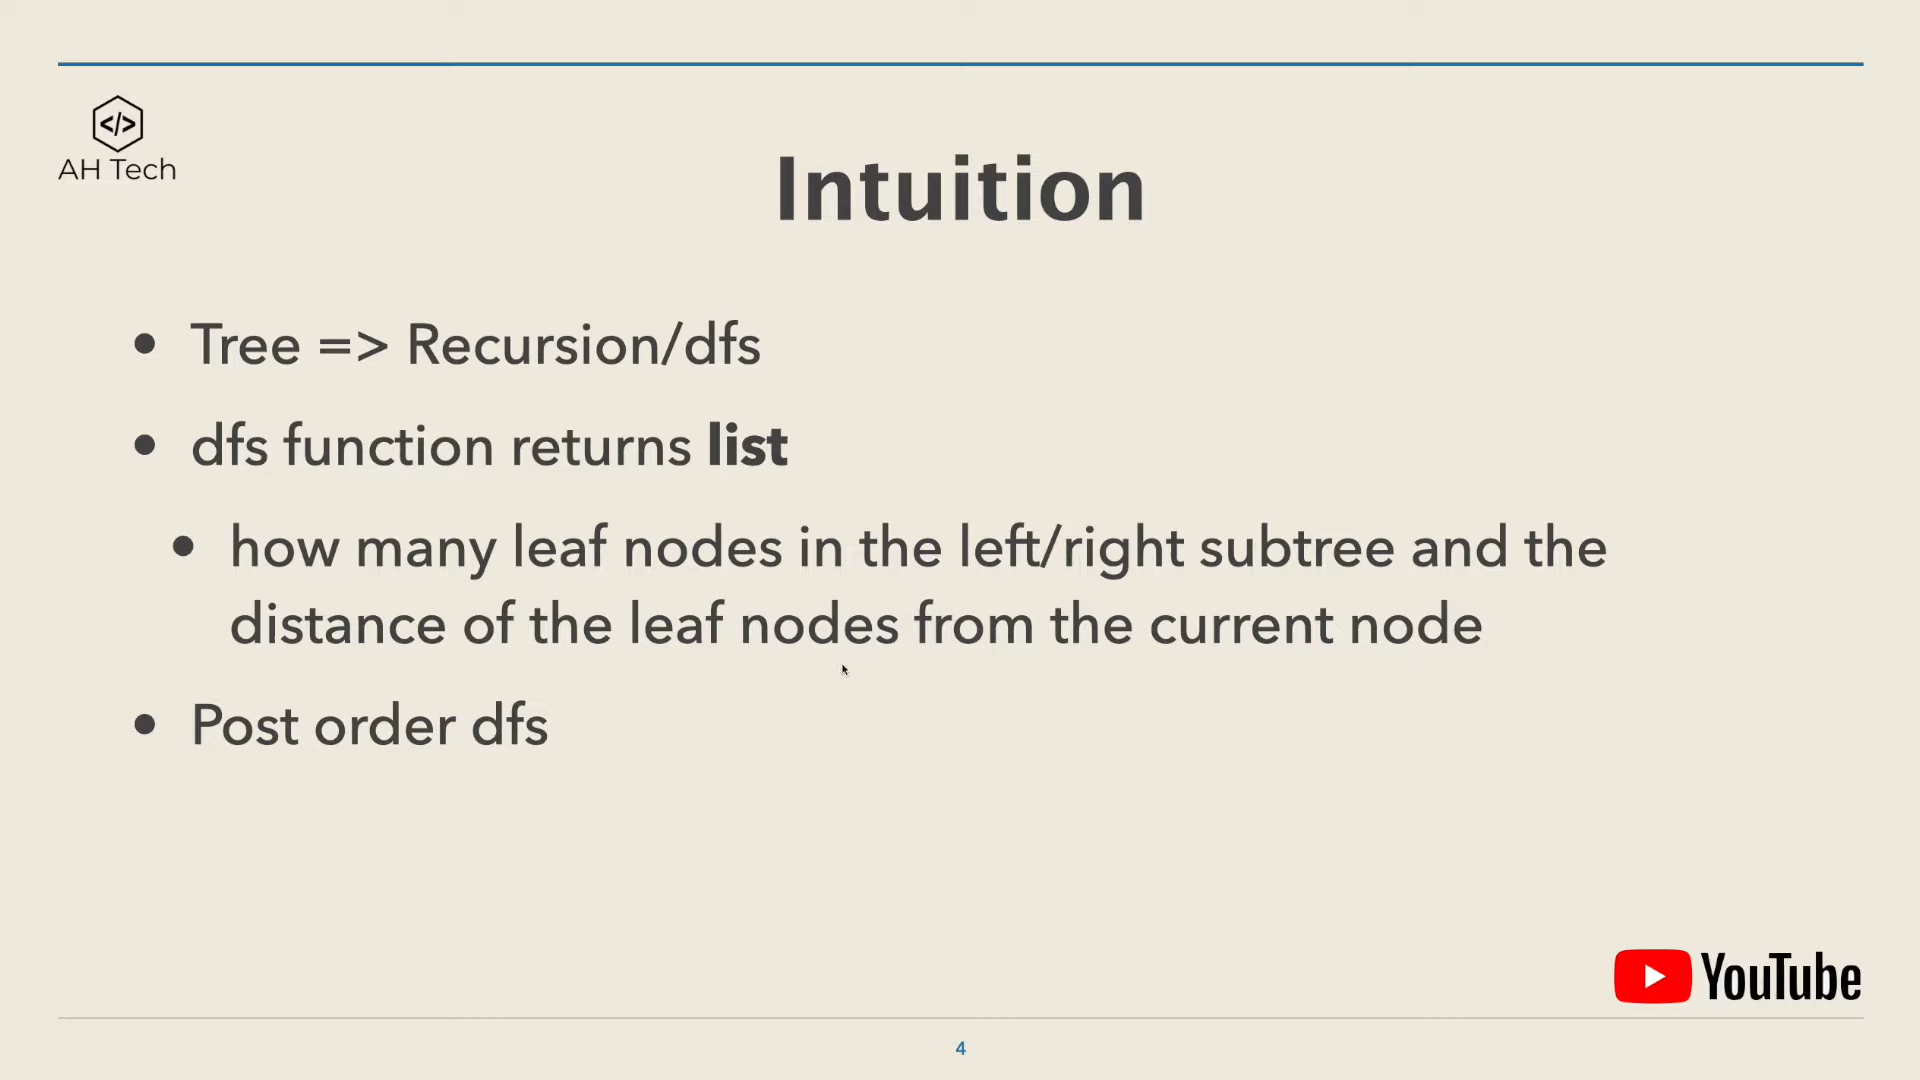 </>
AH Tech
Intuition
• Tree => Recursion/dfs
• dfs function returns list
• how many leaf nodes in the left/right subtree and the
distance of the leaf nodes from the current node
• Post order dfs
YouTube
4